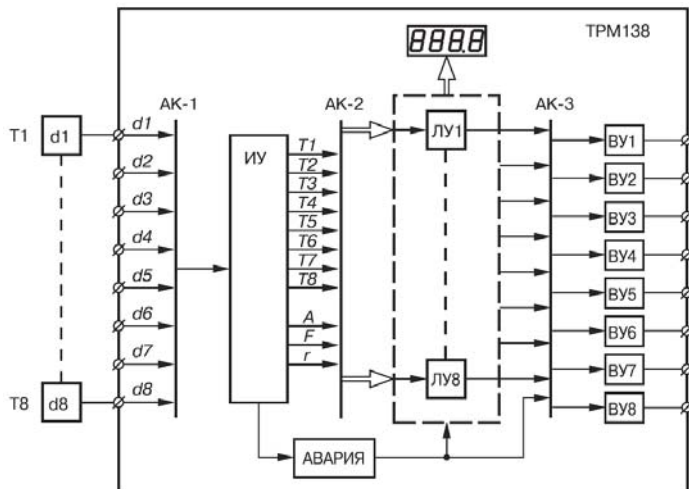 888.8
ТРМ138
АК-1
АК-2
АК-3
Т1
d1
d1
d2
d3
d4
d5
d6
d7
d8
Т8
d8
ИУ
T1
T2
T3
T4
T5
T6
T7
T8
A
F
r
ЛУ1
ЛУ8
ВУ1
ВУ2
ВУ3
ВУ4
ВУ5
ВУ6
ВУ7
ВУ8
АВАРИЯ